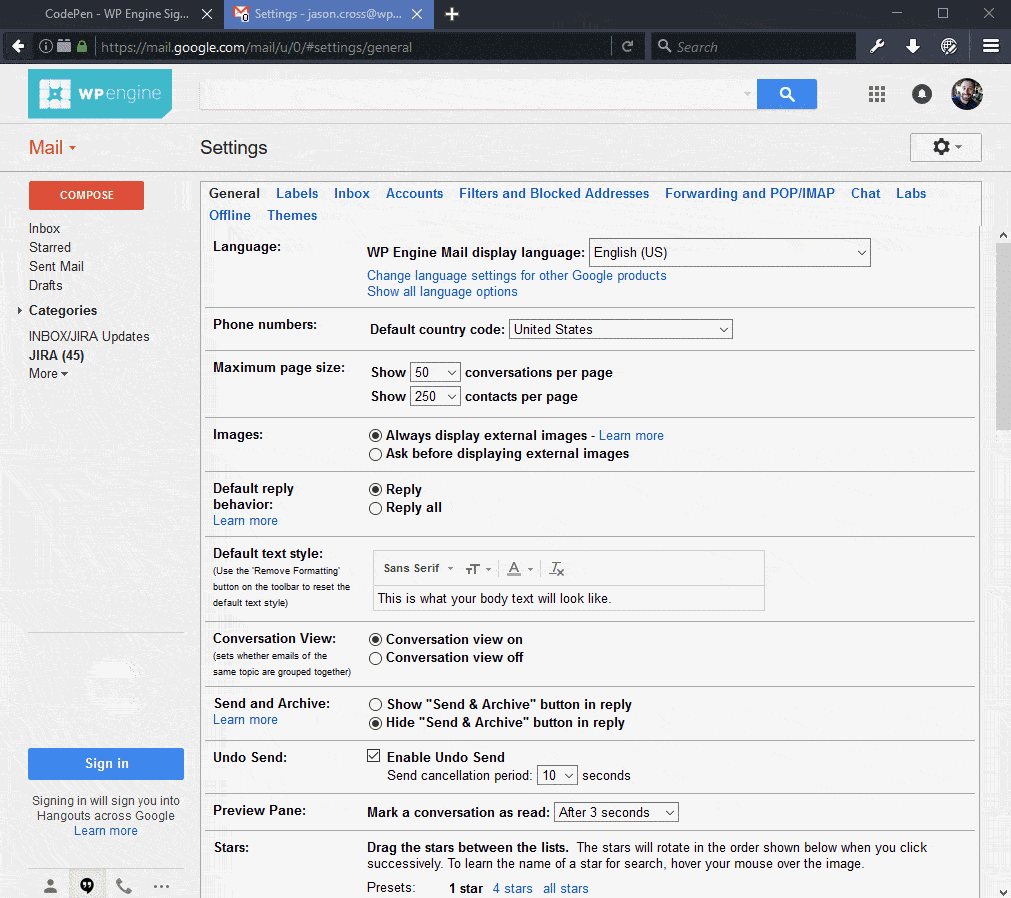 CodePen - WP Engine Sig...
Settings - jason.cross@wp...
https://mail.google.com/mail/u/0/#settings/general
Search
WPengine
Mail
Settings
COMPOSE
Inbox
Starred
Sent Mail
Drafts
Categories
INBOX/JIRA Updates
JIRA (45)
More
General Labels Inbox Accounts Filters and Blocked Addresses Forwarding and POP/IMAP Chat Labs
Offline Themes
Language:
WP Engine Mail display language: English (US)
Change language settings for other Google products
Show all language options
Phone numbers:
Default country code: United States
Maximum page size:
Show 50 conversations per page
Show 250 contacts per page
Images:
Always display external images - Learn more
Ask before displaying external images
Default reply
behavior:
Learn more
Reply
Reply all
Default text style:
(Use the 'Remove Formatting'
button on the toolbar to reset the
default text style)
Sans Serif
This is what your body text will look like.
Conversation View:
(sets whether emails of the
same topic are grouped together)
Conversation view on
Conversation view off
Send and Archive:
Learn more
Show "Send & Archive" button in reply
Hide "Send & Archive" button in reply
Undo Send:
Enable Undo Send
Send cancellation period: 10 seconds
Preview Pane:
Mark a conversation as read: After 3 seconds
Stars:
Drag the stars between the lists. The stars will rotate in the order shown below when you click
successively. To learn the name of a star for search, hover your mouse over the image.
Presets: 1 star 4 stars all stars
Sign in
Signing in will sign you into
Hangouts across Google
Learn more